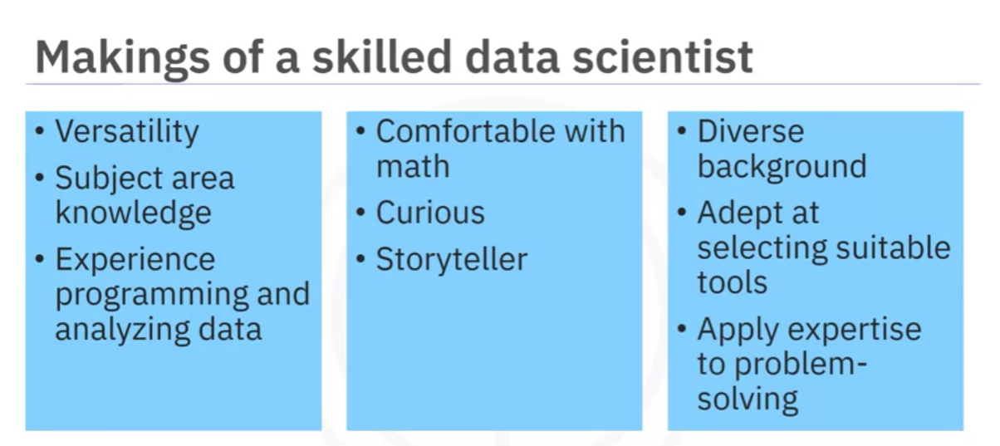 Makings of a skilled data scientist
• Versatility
• Subject area
knowledge
• Experience
programming and
analyzing data
• Comfortable with
math
• Curious
• Storyteller
• Diverse
background
• Adept at
selecting suitable
tools
• Apply expertise
to problem-
solving